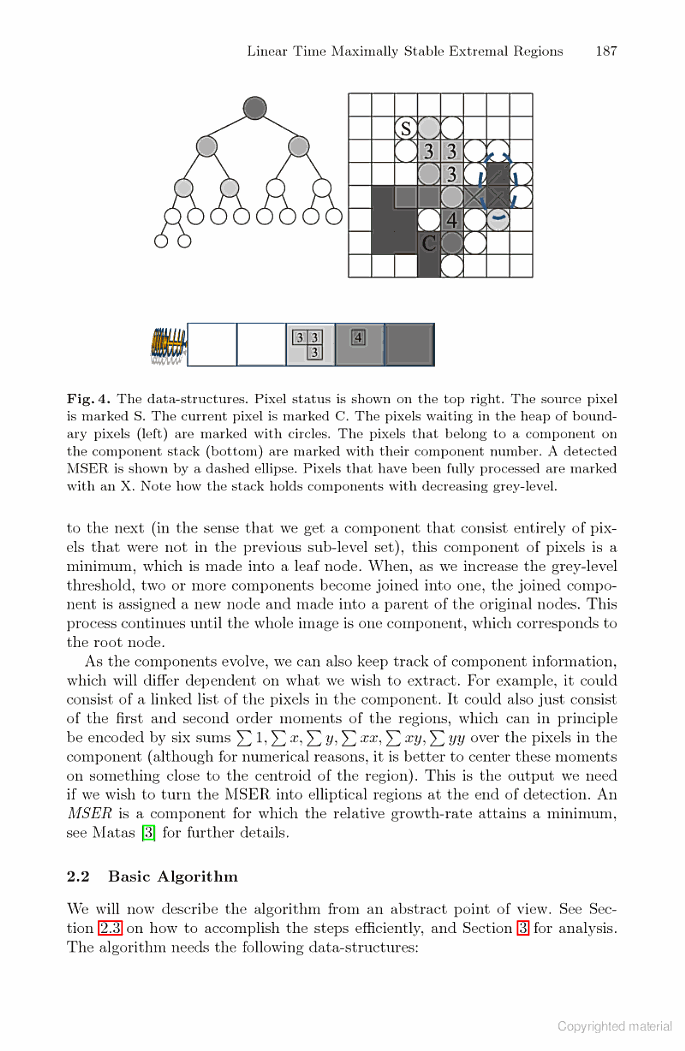 Linear Time Maximally Stable Extremal Regions 187
S
3 3
3
4
C
3 3
3
4
Fig. 4. The data-structures. Pixel status is shown on the top right. The source pixel
is marked S. The current pixel is marked C. The pixels waiting in the heap of bound-
ary pixels (left) are marked with circles. The pixels that belong to a component on
the component stack (bottom) are marked with their component number. A detected
MSER is shown by a dashed ellipse. Pixels that have been fully processed are marked
with an X. Note how the stack holds components with decreasing grey-level.
to the next (in the sense that we get a component that consist entirely of pix-
els that were not in the previous sub-level set), this component of pixels is a
minimum, which is made into a leaf node. When, as we increase the grey-level
threshold, two or more components become joined into one, the joined compo-
nent is assigned a new node and made into a parent of the original nodes. This
process continues until the whole image is one component, which corresponds to
the root node.
As the components evolve, we can also keep track of component information,
which will differ dependent on what we wish to extract. For example, it could
consist of a linked list of the pixels in the component. It could also just consist
of the first and second order moments of the regions, which can in principle
be encoded by six sums ∑ 1, ∑ x, ∑ y, ∑ xx, ∑ xy, ∑ yy over the pixels in the
component (although for numerical reasons, it is better to center these moments
on something close to the centroid of the region). This is the output we need
if we wish to turn the MSER into elliptical regions at the end of detection. An
MSER is a component for which the relative growth-rate attains a minimum,
see Matas [3] for further details.
2.2 Basic Algorithm
We will now describe the algorithm from an abstract point of view. See Sec-
tion 2.3 on how to accomplish the steps efficiently, and Section 3 for analysis.
The algorithm needs the following data-structures:
Copyrighted material